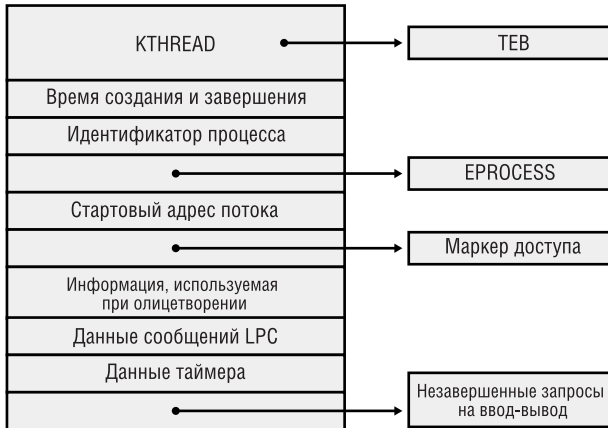 KTHREAD
TEB
Время создания и завершения
Идентификатор процесса
EPROCESS
Стартовый адрес потока
Маркер доступа
Информация, используемая
при олицетворении
Данные сообщений LPC
Данные таймера
Незавершенные запросы
на ввод-вывод